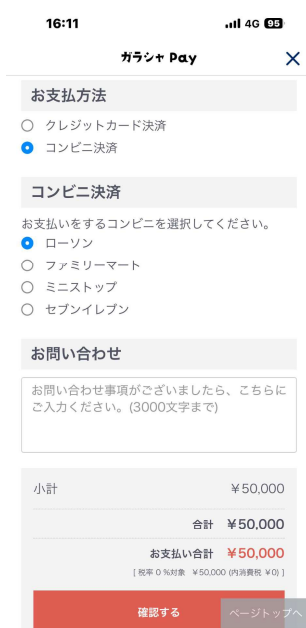 16:11
4G 95
ガラシャ Pay
お支払方法
クレジットカード決済
コンビニ決済
コンビニ決済
お支払いをするコンビニを選択してください。
ローソン
ファミリーマート
ミニストップ
セブンイレブン
お問い合わせ
お問い合わせ事項がございましたら、こちらに
ご入力ください。(3000文字まで)
小計 ￥50,000
合計 ￥50,000
お支払い合計 ￥50,000
[ 税率 0 %対象 ￥50,000 (内消費税 ￥0) ]
確認する
ページトップへ